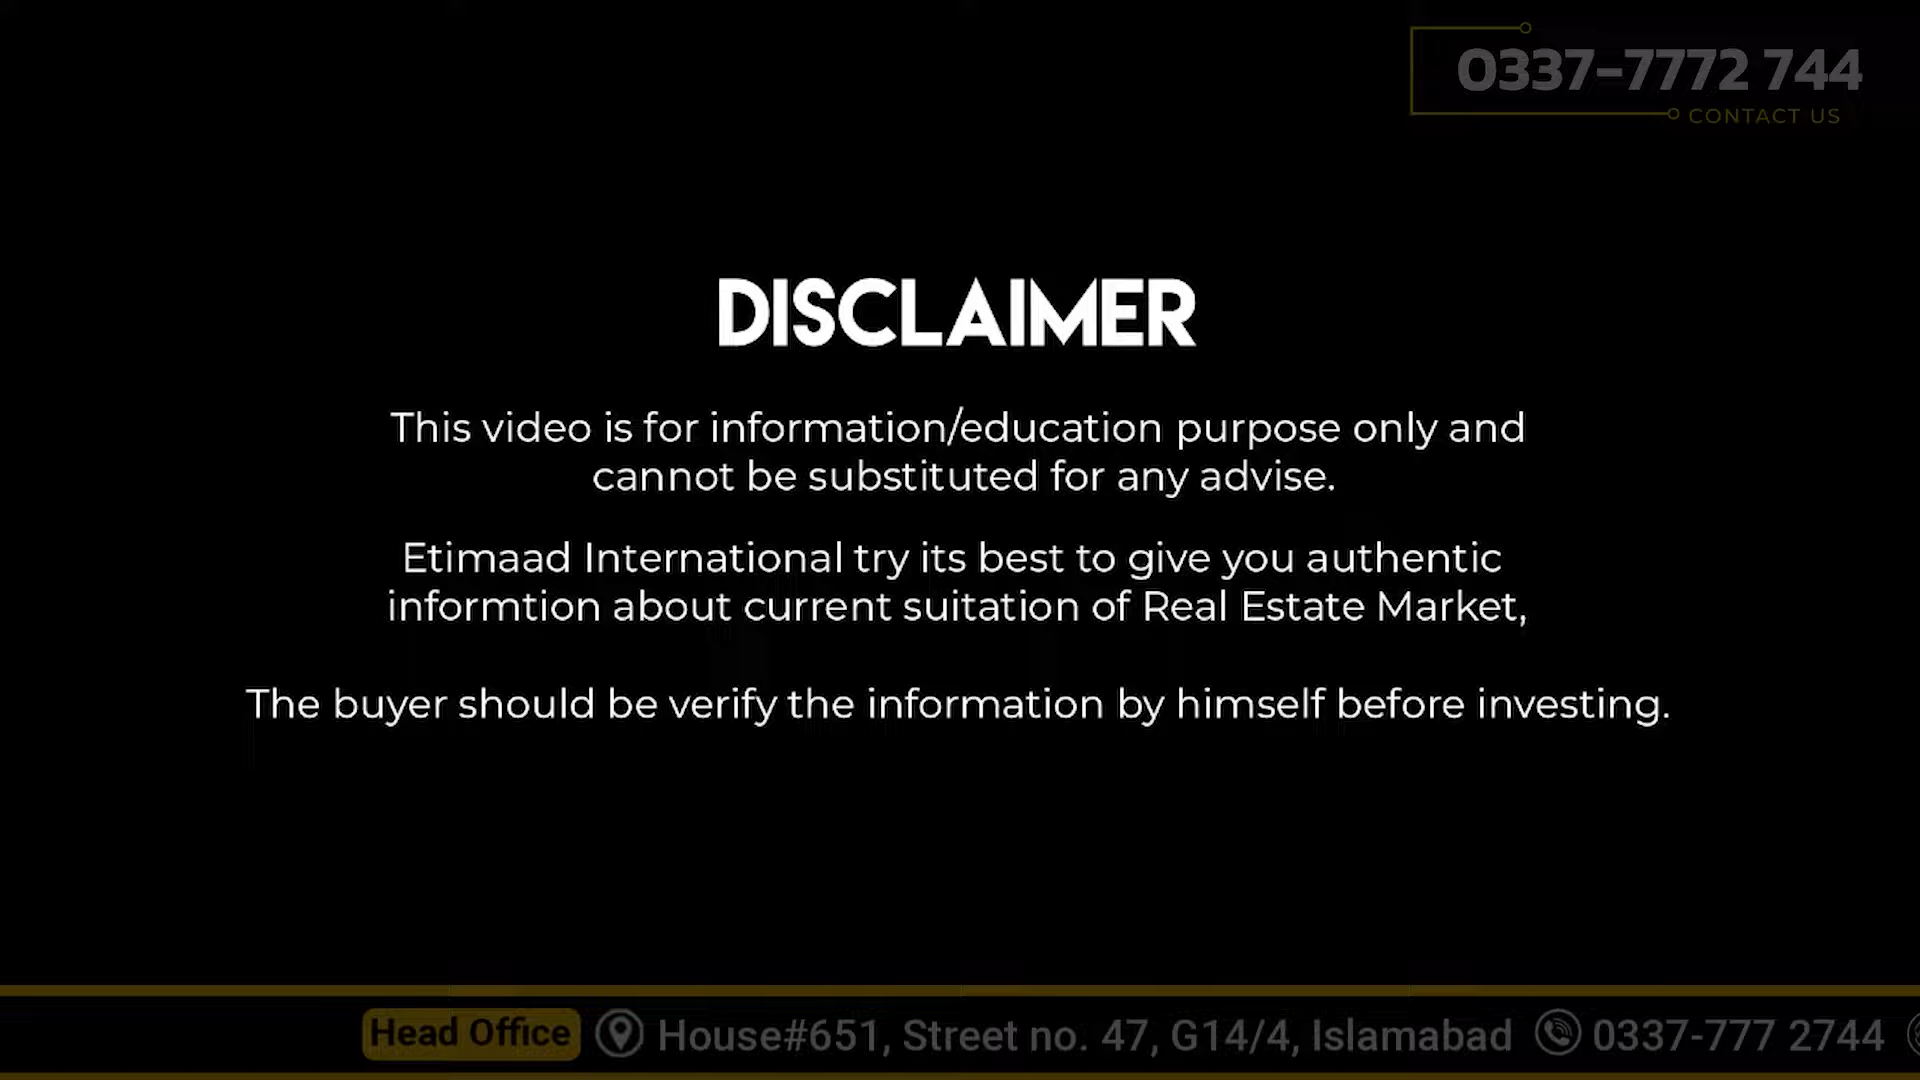 0337-7772 744
CONTACT US
DISCLAIMER
This video is for information/education purpose only and
cannot be substituted for any advise.
Etimaad International try its best to give you authentic
informtion about current suitation of Real Estate Market,
The buyer should be verify the information by himself before investing.
Head Office House#651, Street no. 47, G14/4, Islamabad 0337-777 2744